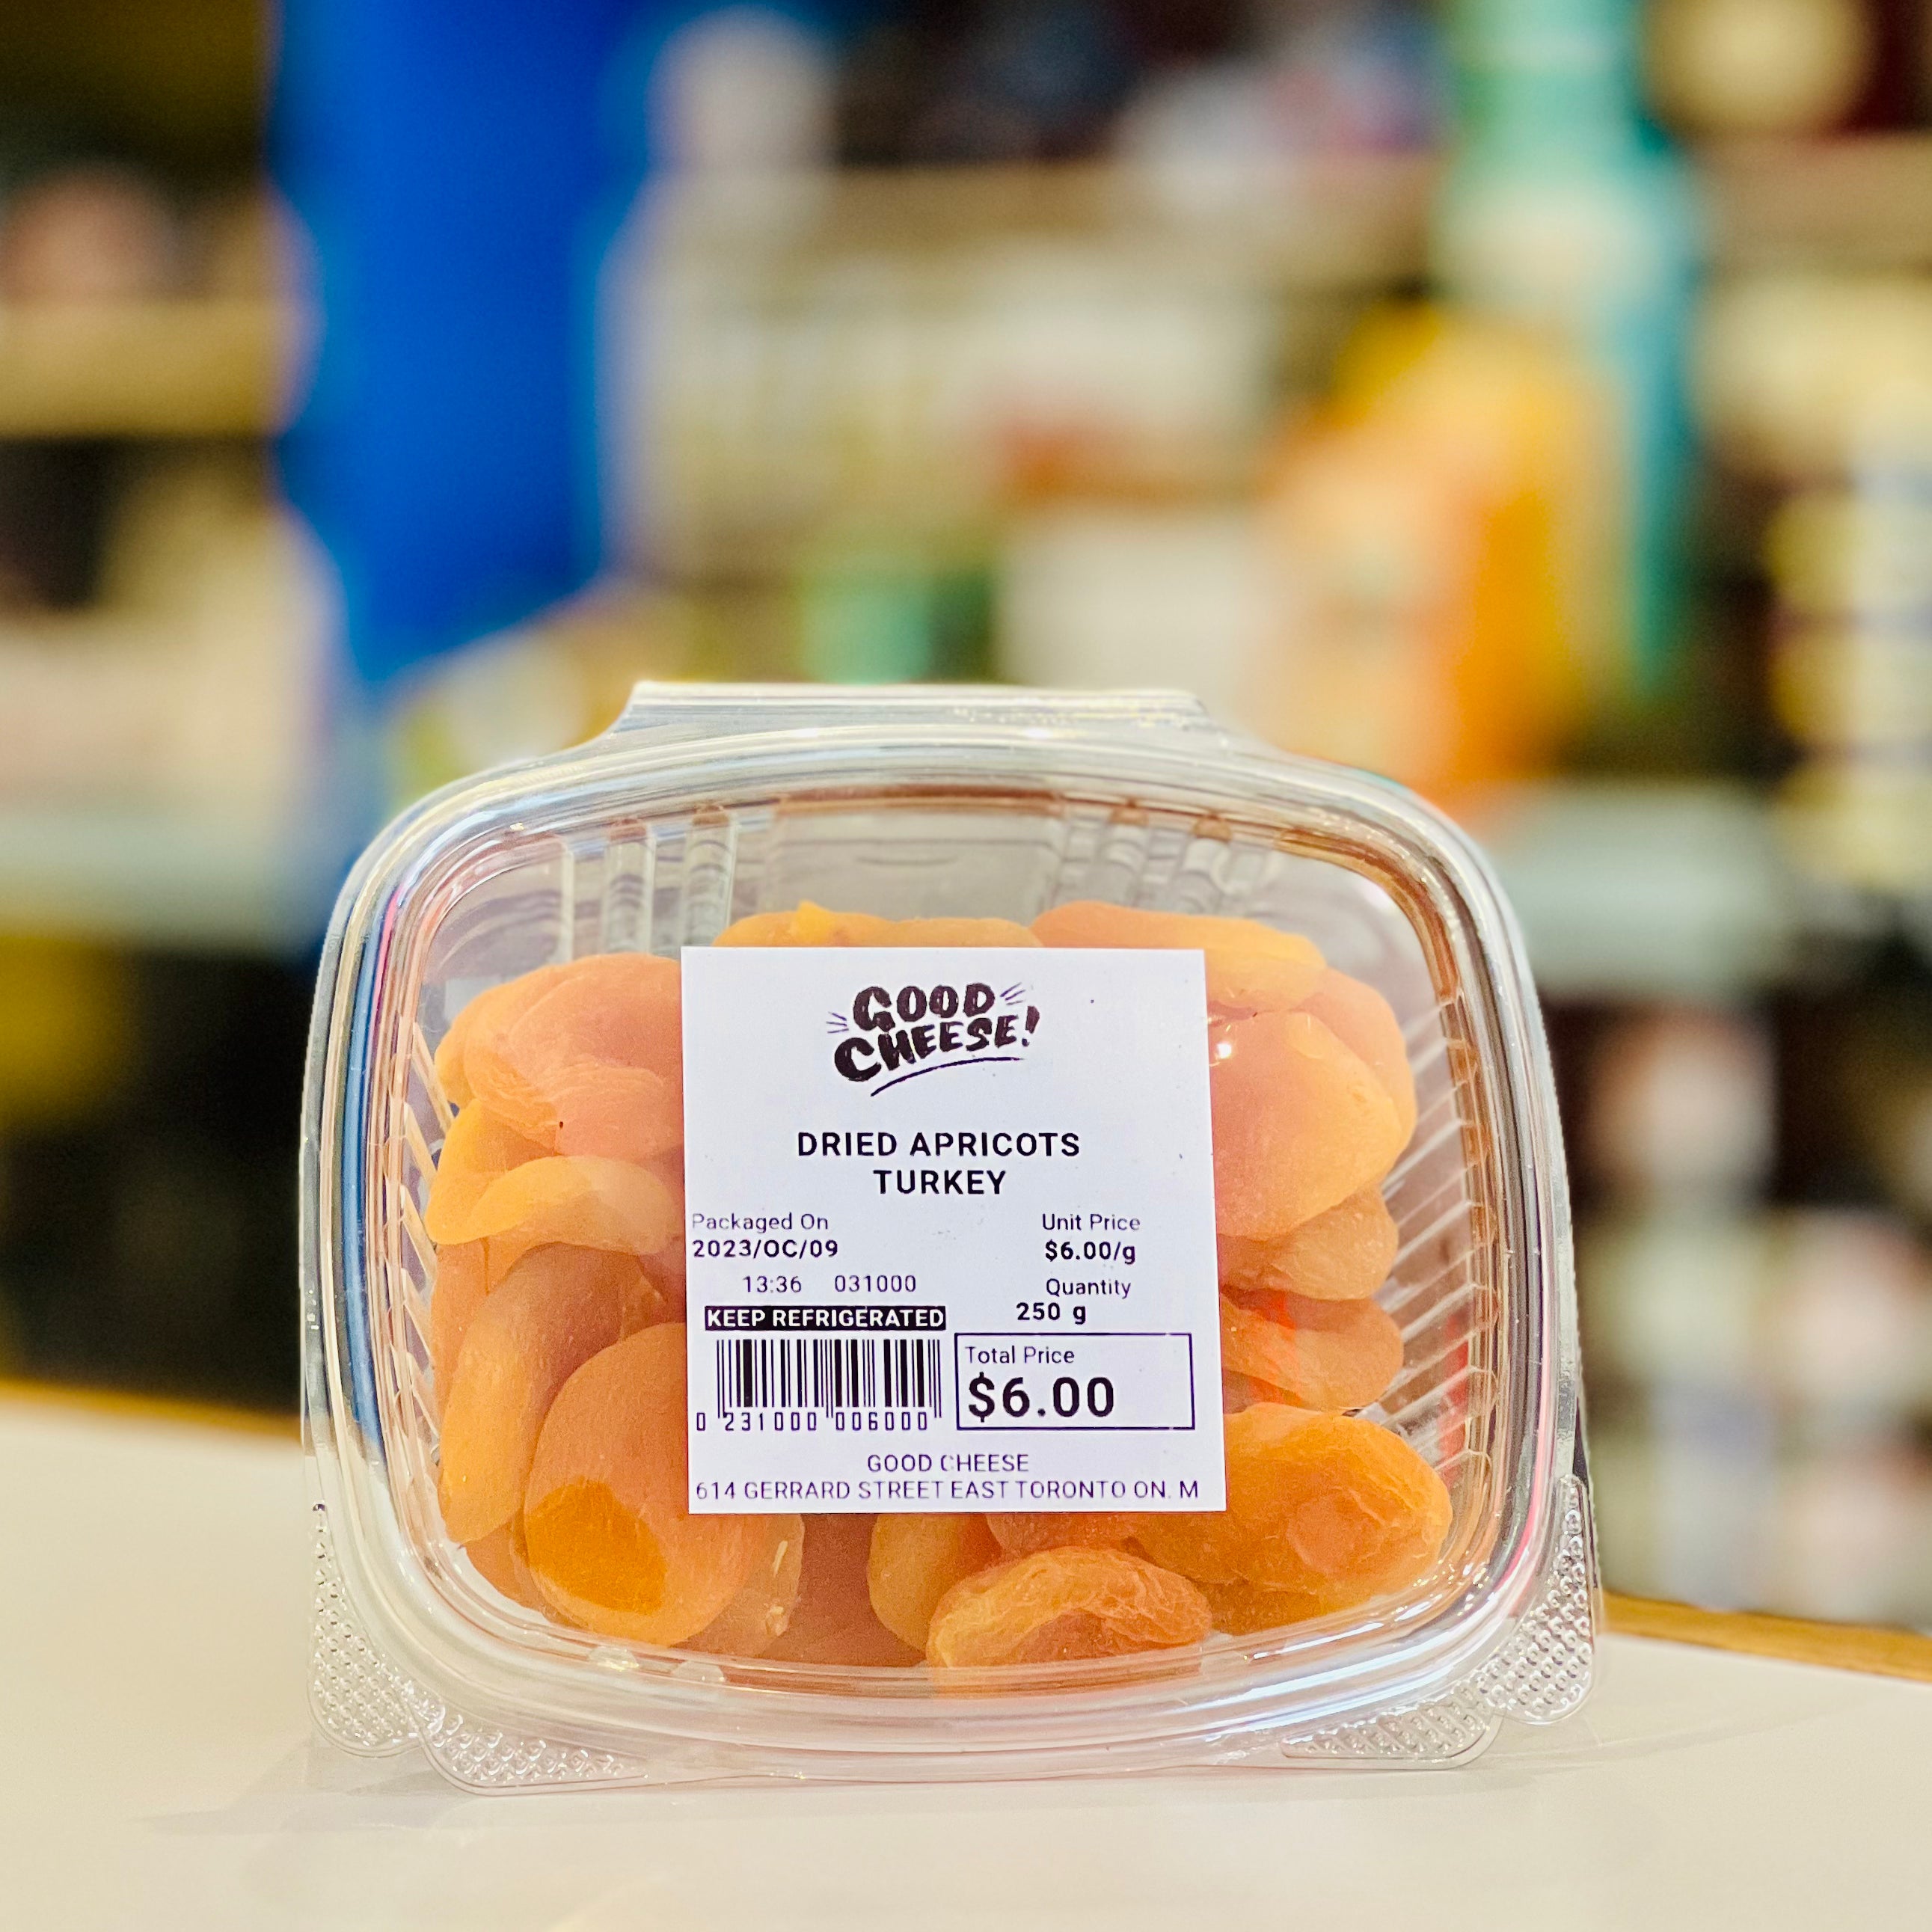 GOOD
CHEESE!
DRIED APRICOTS
TURKEY
Packaged On
2023/OC/09
13:36 031000
KEEP REFRIGERATED
0 231000 006000
Unit Price
$6.00/g
Quantity
250 g
Total Price
$6.00
GOOD CHEESE
614 GERRARD STREET EAST TORONTO ON. M